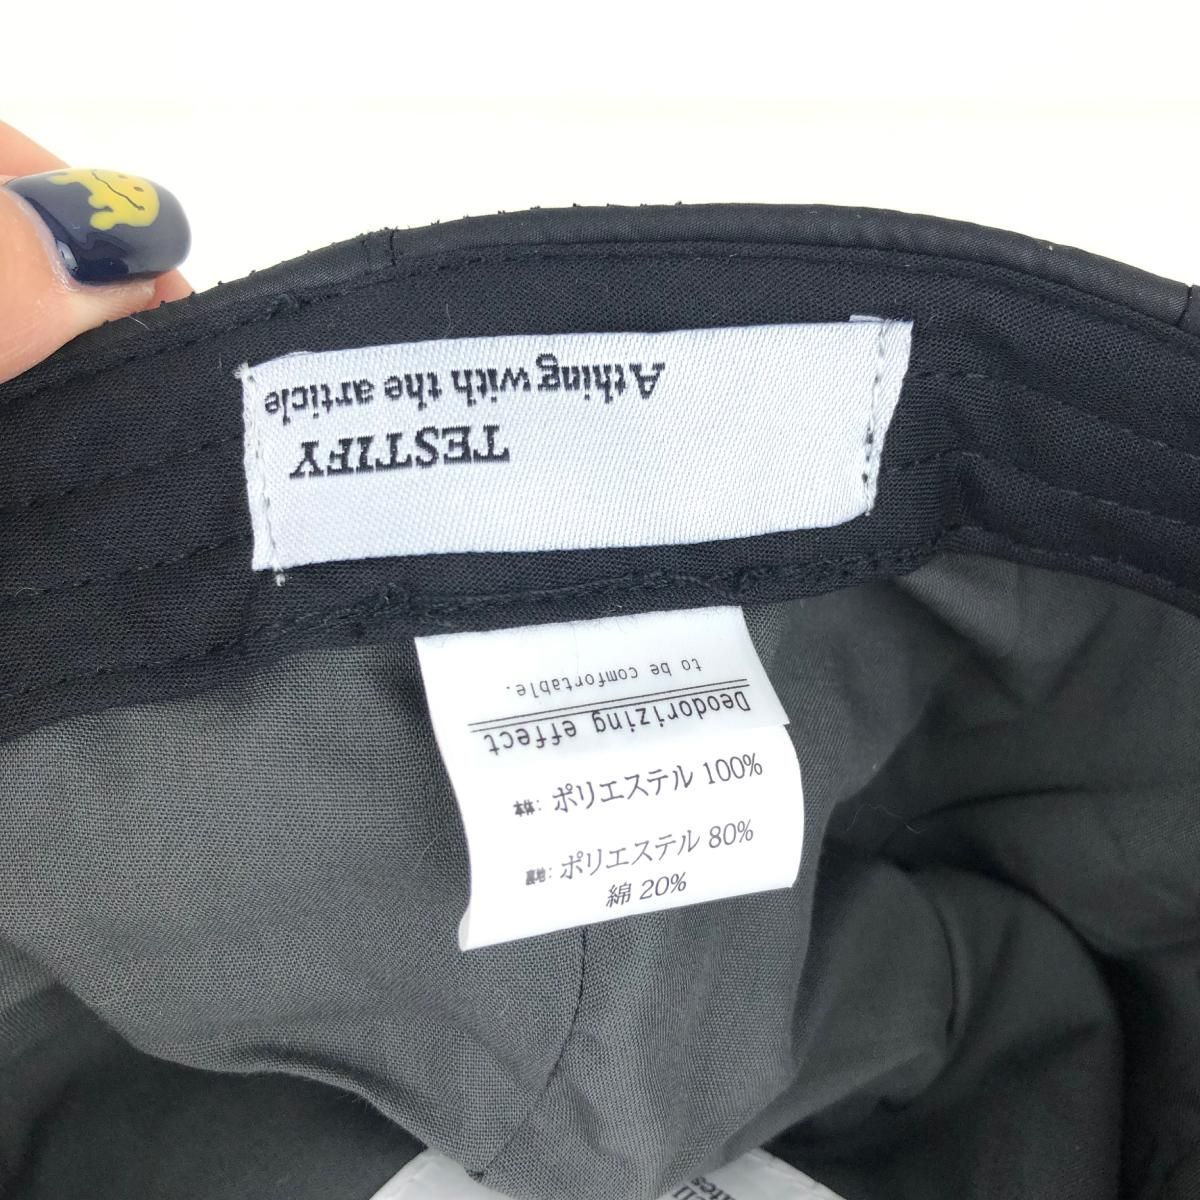 A thing with the article
TESTIFY
Deodorizing effect
to be comfortable.
本体: ポリエステル 100%
裏地: ポリエステル 80%
綿 20%